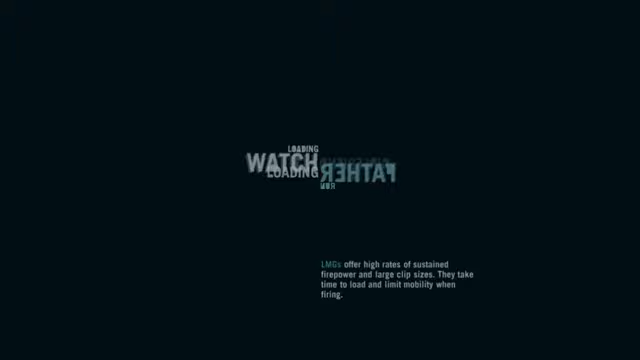 LOADING
WATCH
LOADING
FATHER
FOR
LMGs offer high rates of sustained
firepower and large clip sizes. They take
time to load and limit mobility when
firing.